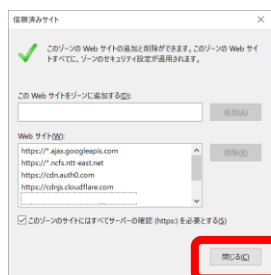 信頼済みサイト
このゾーンの Web サイトの追加と削除ができます。このゾーンの Web サイ
トすべてに、ゾーンのセキュリティ設定が適用されます。
この Web サイトをゾーンに追加する(D):
追加(A)
Web サイト(W):
https://*.ajax.googleapis.com
https://*.ncfs.ntt-east.net
https://cdn.auth0.com
https://cdnjs.cloudflare.com
削除(R)
このゾーンのサイトにはすべてサーバーの確認 (https:) を必要とする(S)
閉じる(C)